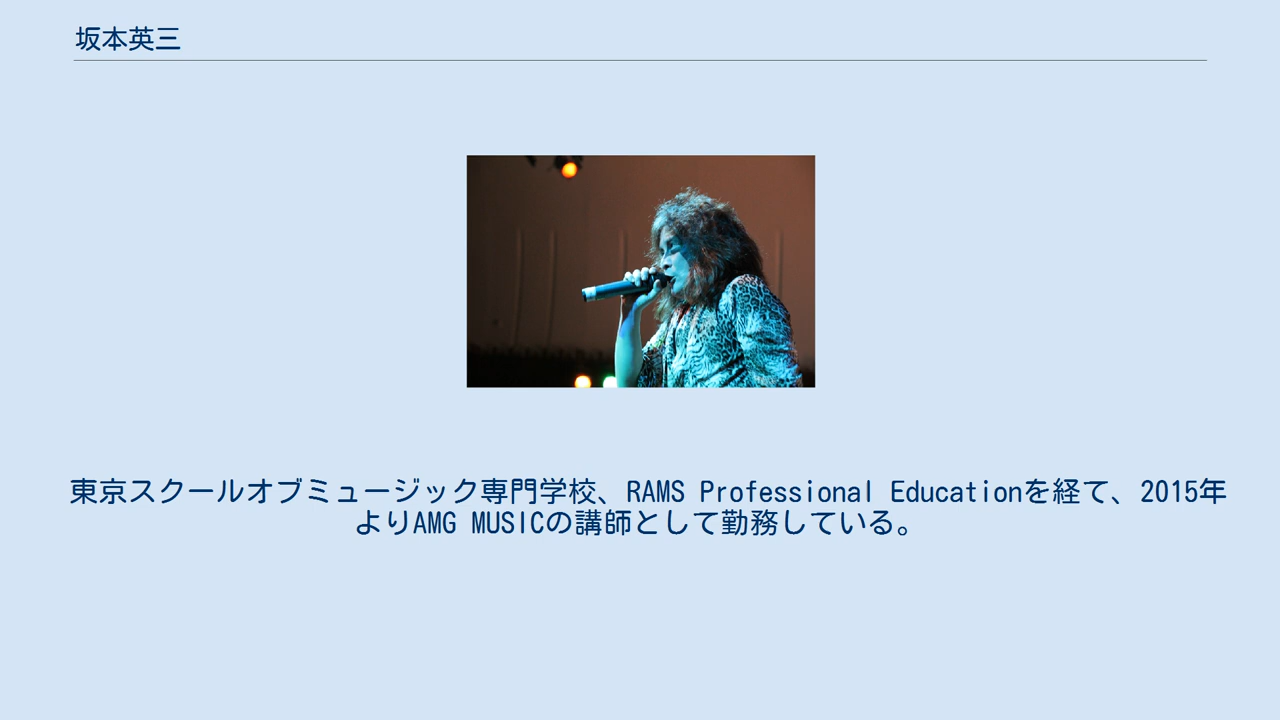 坂本英三
東京スクールオブミュージック専門学校、RAMS Professional Educationを経て、2015年
よりAMG MUSICの講師として勤務している。